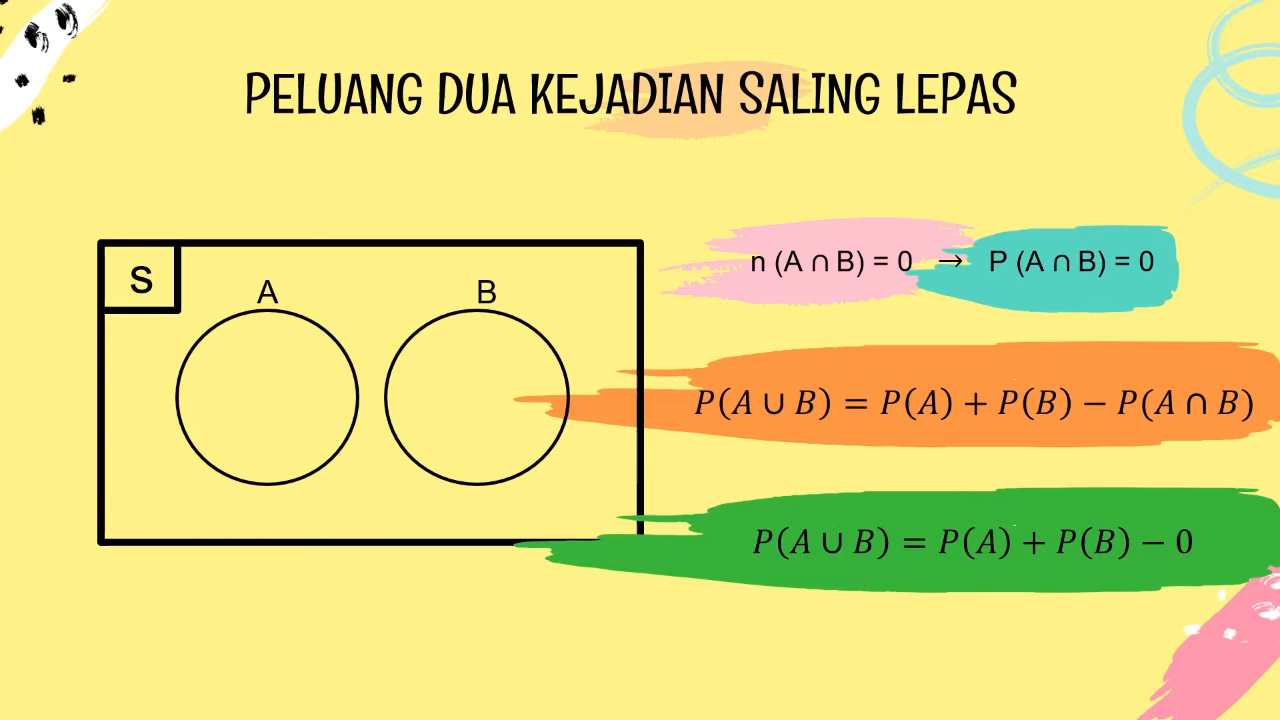 PELUANG DUA KEJADIAN SALING LEPAS
S
A
B
n (A ∩ B) = 0 → P (A ∩ B) = 0
P(A ∪ B) = P(A) + P(B) − P(A ∩ B)
P(A ∪ B) = P(A) + P(B) − 0